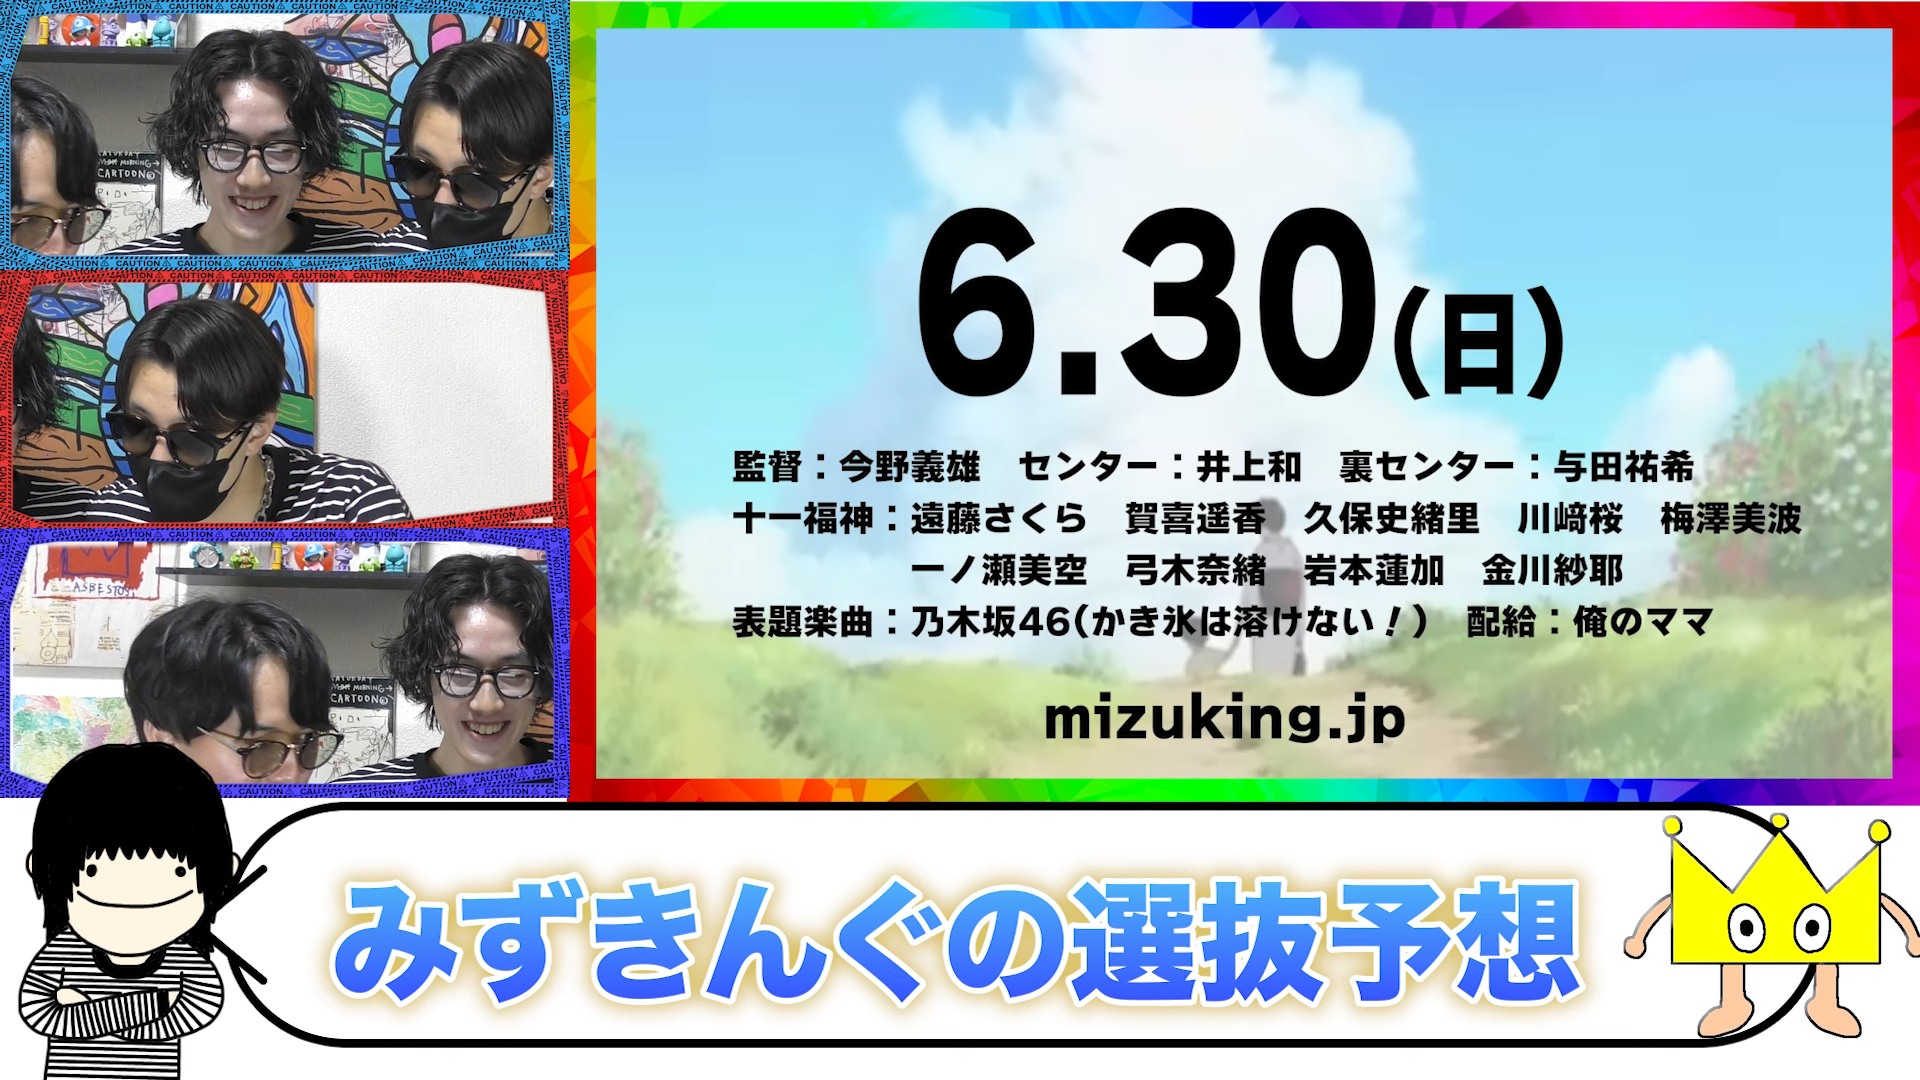 CAUTION
SATURDAY
MORNING
CARTOON
ASBESTOS
6.30(日)
監督：今野義雄　センター：井上和　裏センター：与田祐希
十一福神：遠藤さくら　賀喜遥香　久保史緒里　川﨑桜　梅澤美波
一ノ瀬美空　弓木奈緒　岩本蓮加　金川紗耶
表題楽曲：乃木坂46(かき氷は溶けない！)　配給：俺のママ
mizuking.jp
みずきんぐの選抜予想